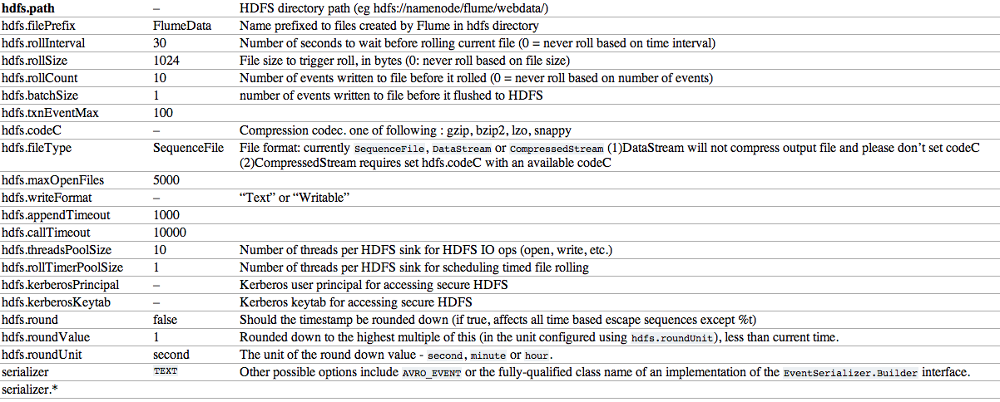 hdfs.path – HDFS directory path (eg hdfs://namenode/flume/webdata/)
hdfs.filePrefix FlumeData Name prefixed to files created by Flume in hdfs directory
hdfs.rollInterval 30 Number of seconds to wait before rolling current file (0 = never roll based on time interval)
hdfs.rollSize 1024 File size to trigger roll, in bytes (0: never roll based on file size)
hdfs.rollCount 10 Number of events written to file before it rolled (0 = never roll based on number of events)
hdfs.batchSize 1 number of events written to file before it flushed to HDFS
hdfs.txnEventMax 100
hdfs.codeC – Compression codec. one of following : gzip, bzip2, lzo, snappy
hdfs.fileType SequenceFile File format: currently SequenceFile, DataStream or CompressedStream (1)DataStream will not compress output file and please don’t set codeC
(2)CompressedStream requires set hdfs.codeC with an available codeC
hdfs.maxOpenFiles 5000
hdfs.writeFormat – “Text” or “Writable”
hdfs.appendTimeout 1000
hdfs.callTimeout 10000
hdfs.threadsPoolSize 10 Number of threads per HDFS sink for HDFS IO ops (open, write, etc.)
hdfs.rollTimerPoolSize 1 Number of threads per HDFS sink for scheduling timed file rolling
hdfs.kerberosPrincipal – Kerberos user principal for accessing secure HDFS
hdfs.kerberosKeytab – Kerberos keytab for accessing secure HDFS
hdfs.round false Should the timestamp be rounded down (if true, affects all time based escape sequences except %t)
hdfs.roundValue 1 Rounded down to the highest multiple of this (in the unit configured using hdfs.roundUnit), less than current time.
hdfs.roundUnit second The unit of the round down value - second, minute or hour.
serializer TEXT Other possible options include AVRO_EVENT or the fully-qualified class name of an implementation of the EventSerializer.Builder interface.
serializer.*